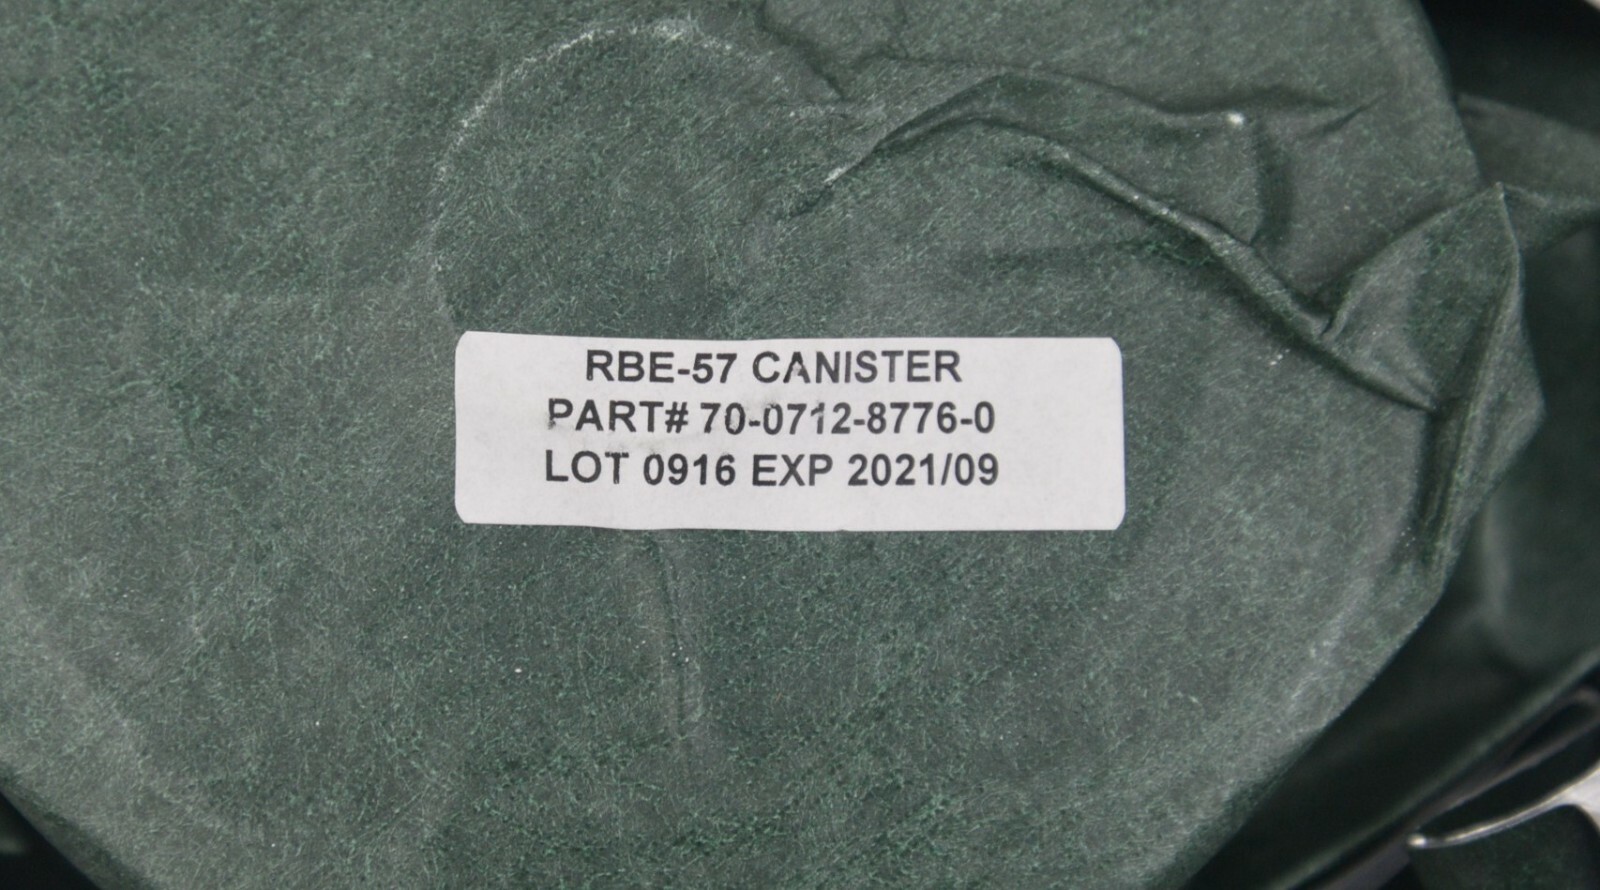 RBE-57 CANISTER
PART# 70-0712-8776-0
LOT 0916 EXP 2021/09